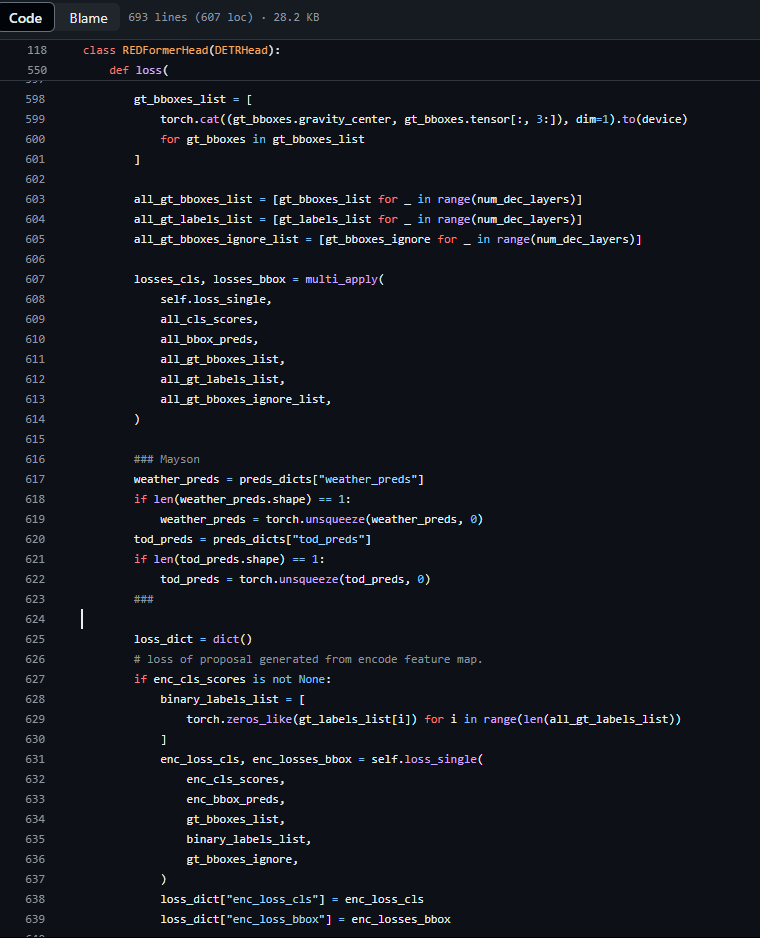 Code Blame 693 lines (607 loc) · 28.2 KB
118 class REDFormerHead(DETRHead):
550 def loss(
598 gt_bboxes_list = [
599 torch.cat((gt_bboxes.gravity_center, gt_bboxes.tensor[:, 3:]), dim=1).to(device)
600 for gt_bboxes in gt_bboxes_list
601 ]
602
603 all_gt_bboxes_list = [gt_bboxes_list for _ in range(num_dec_layers)]
604 all_gt_labels_list = [gt_labels_list for _ in range(num_dec_layers)]
605 all_gt_bboxes_ignore_list = [gt_bboxes_ignore for _ in range(num_dec_layers)]
606
607 losses_cls, losses_bbox = multi_apply(
608 self.loss_single,
609 all_cls_scores,
610 all_bbox_preds,
611 all_gt_bboxes_list,
612 all_gt_labels_list,
613 all_gt_bboxes_ignore_list,
614 )
615
616 ### Mayson
617 weather_preds = preds_dicts["weather_preds"]
618 if len(weather_preds.shape) == 1:
619 weather_preds = torch.unsqueeze(weather_preds, 0)
620 tod_preds = preds_dicts["tod_preds"]
621 if len(tod_preds.shape) == 1:
622 tod_preds = torch.unsqueeze(tod_preds, 0)
623 ###
624
625 loss_dict = dict()
626 # loss of proposal generated from encode feature map.
627 if enc_cls_scores is not None:
628 binary_labels_list = [
629 torch.zeros_like(gt_labels_list[i]) for i in range(len(all_gt_labels_list))
630 ]
631 enc_loss_cls, enc_losses_bbox = self.loss_single(
632 enc_cls_scores,
633 enc_bbox_preds,
634 gt_bboxes_list,
635 binary_labels_list,
636 gt_bboxes_ignore,
637 )
638 loss_dict["enc_loss_cls"] = enc_loss_cls
639 loss_dict["enc_loss_bbox"] = enc_losses_bbox